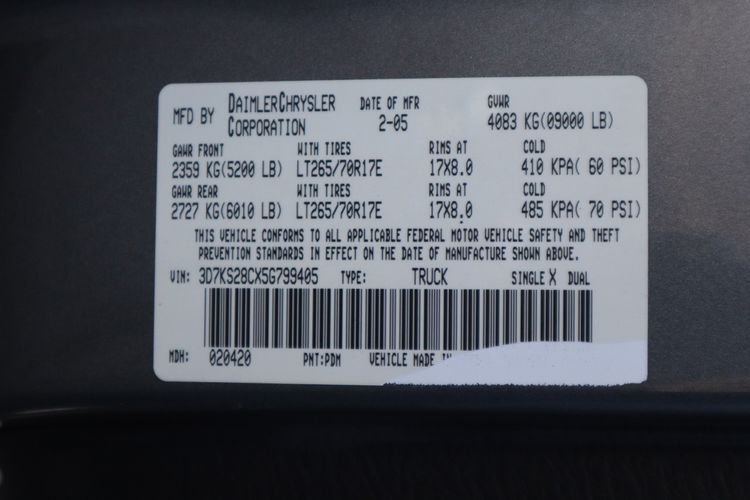 MFD BY DAIMLERCHRYSLER CORPORATION DATE OF MFR 2-05 GVWR 4083 KG(09000 LB)
GAWR FRONT WITH TIRES RIMS AT COLD
2359 KG(5200 LB) LT265/70R17E 17X8.0 410 KPA( 60 PSI)
GAWR REAR WITH TIRES RIMS AT COLD
2727 KG(6010 LB) LT265/70R17E 17X8.0 485 KPA( 70 PSI)
THIS VEHICLE CONFORMS TO ALL APPLICABLE FEDERAL MOTOR VEHICLE SAFETY AND THEFT
PREVENTION STANDARDS IN EFFECT ON THE DATE OF MANUFACTURE SHOWN ABOVE.
VIN: 3D7KS28CX5G799405 TYPE: TRUCK SINGLE X DUAL
MDH: 020420 PNT:PDM VEHICLE MADE IN